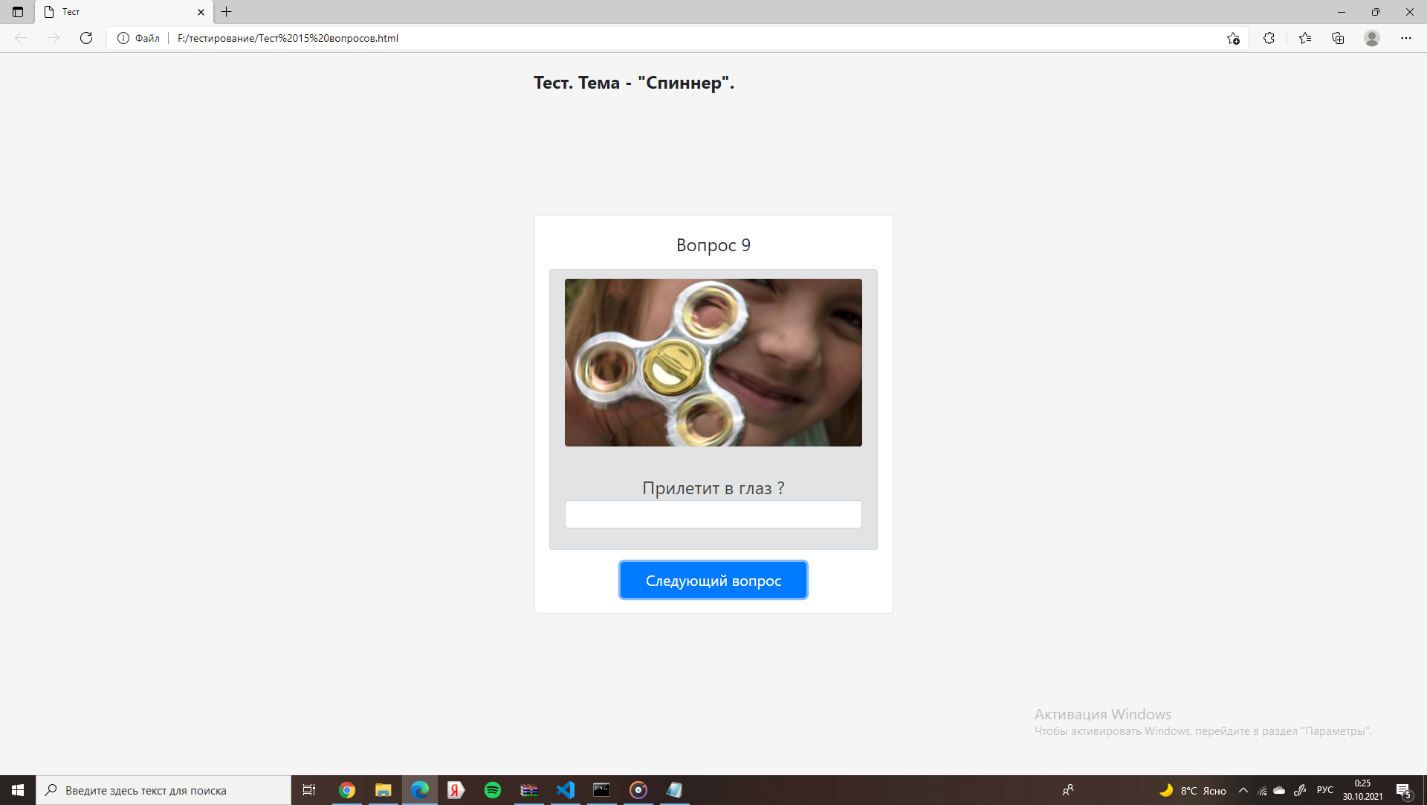 Тест
Файл
F:/тестирование/Тест%2015%20вопросов.html
Тест. Тема - "Спиннер".
Вопрос 9
Прилетит в глаз ?
Следующий вопрос
Активация Windows
Чтобы активировать Windows, перейдите в раздел "Параметры".
Введите здесь текст для поиска
Я
8°C Ясно
РУС
0:25
30.10.2021
5